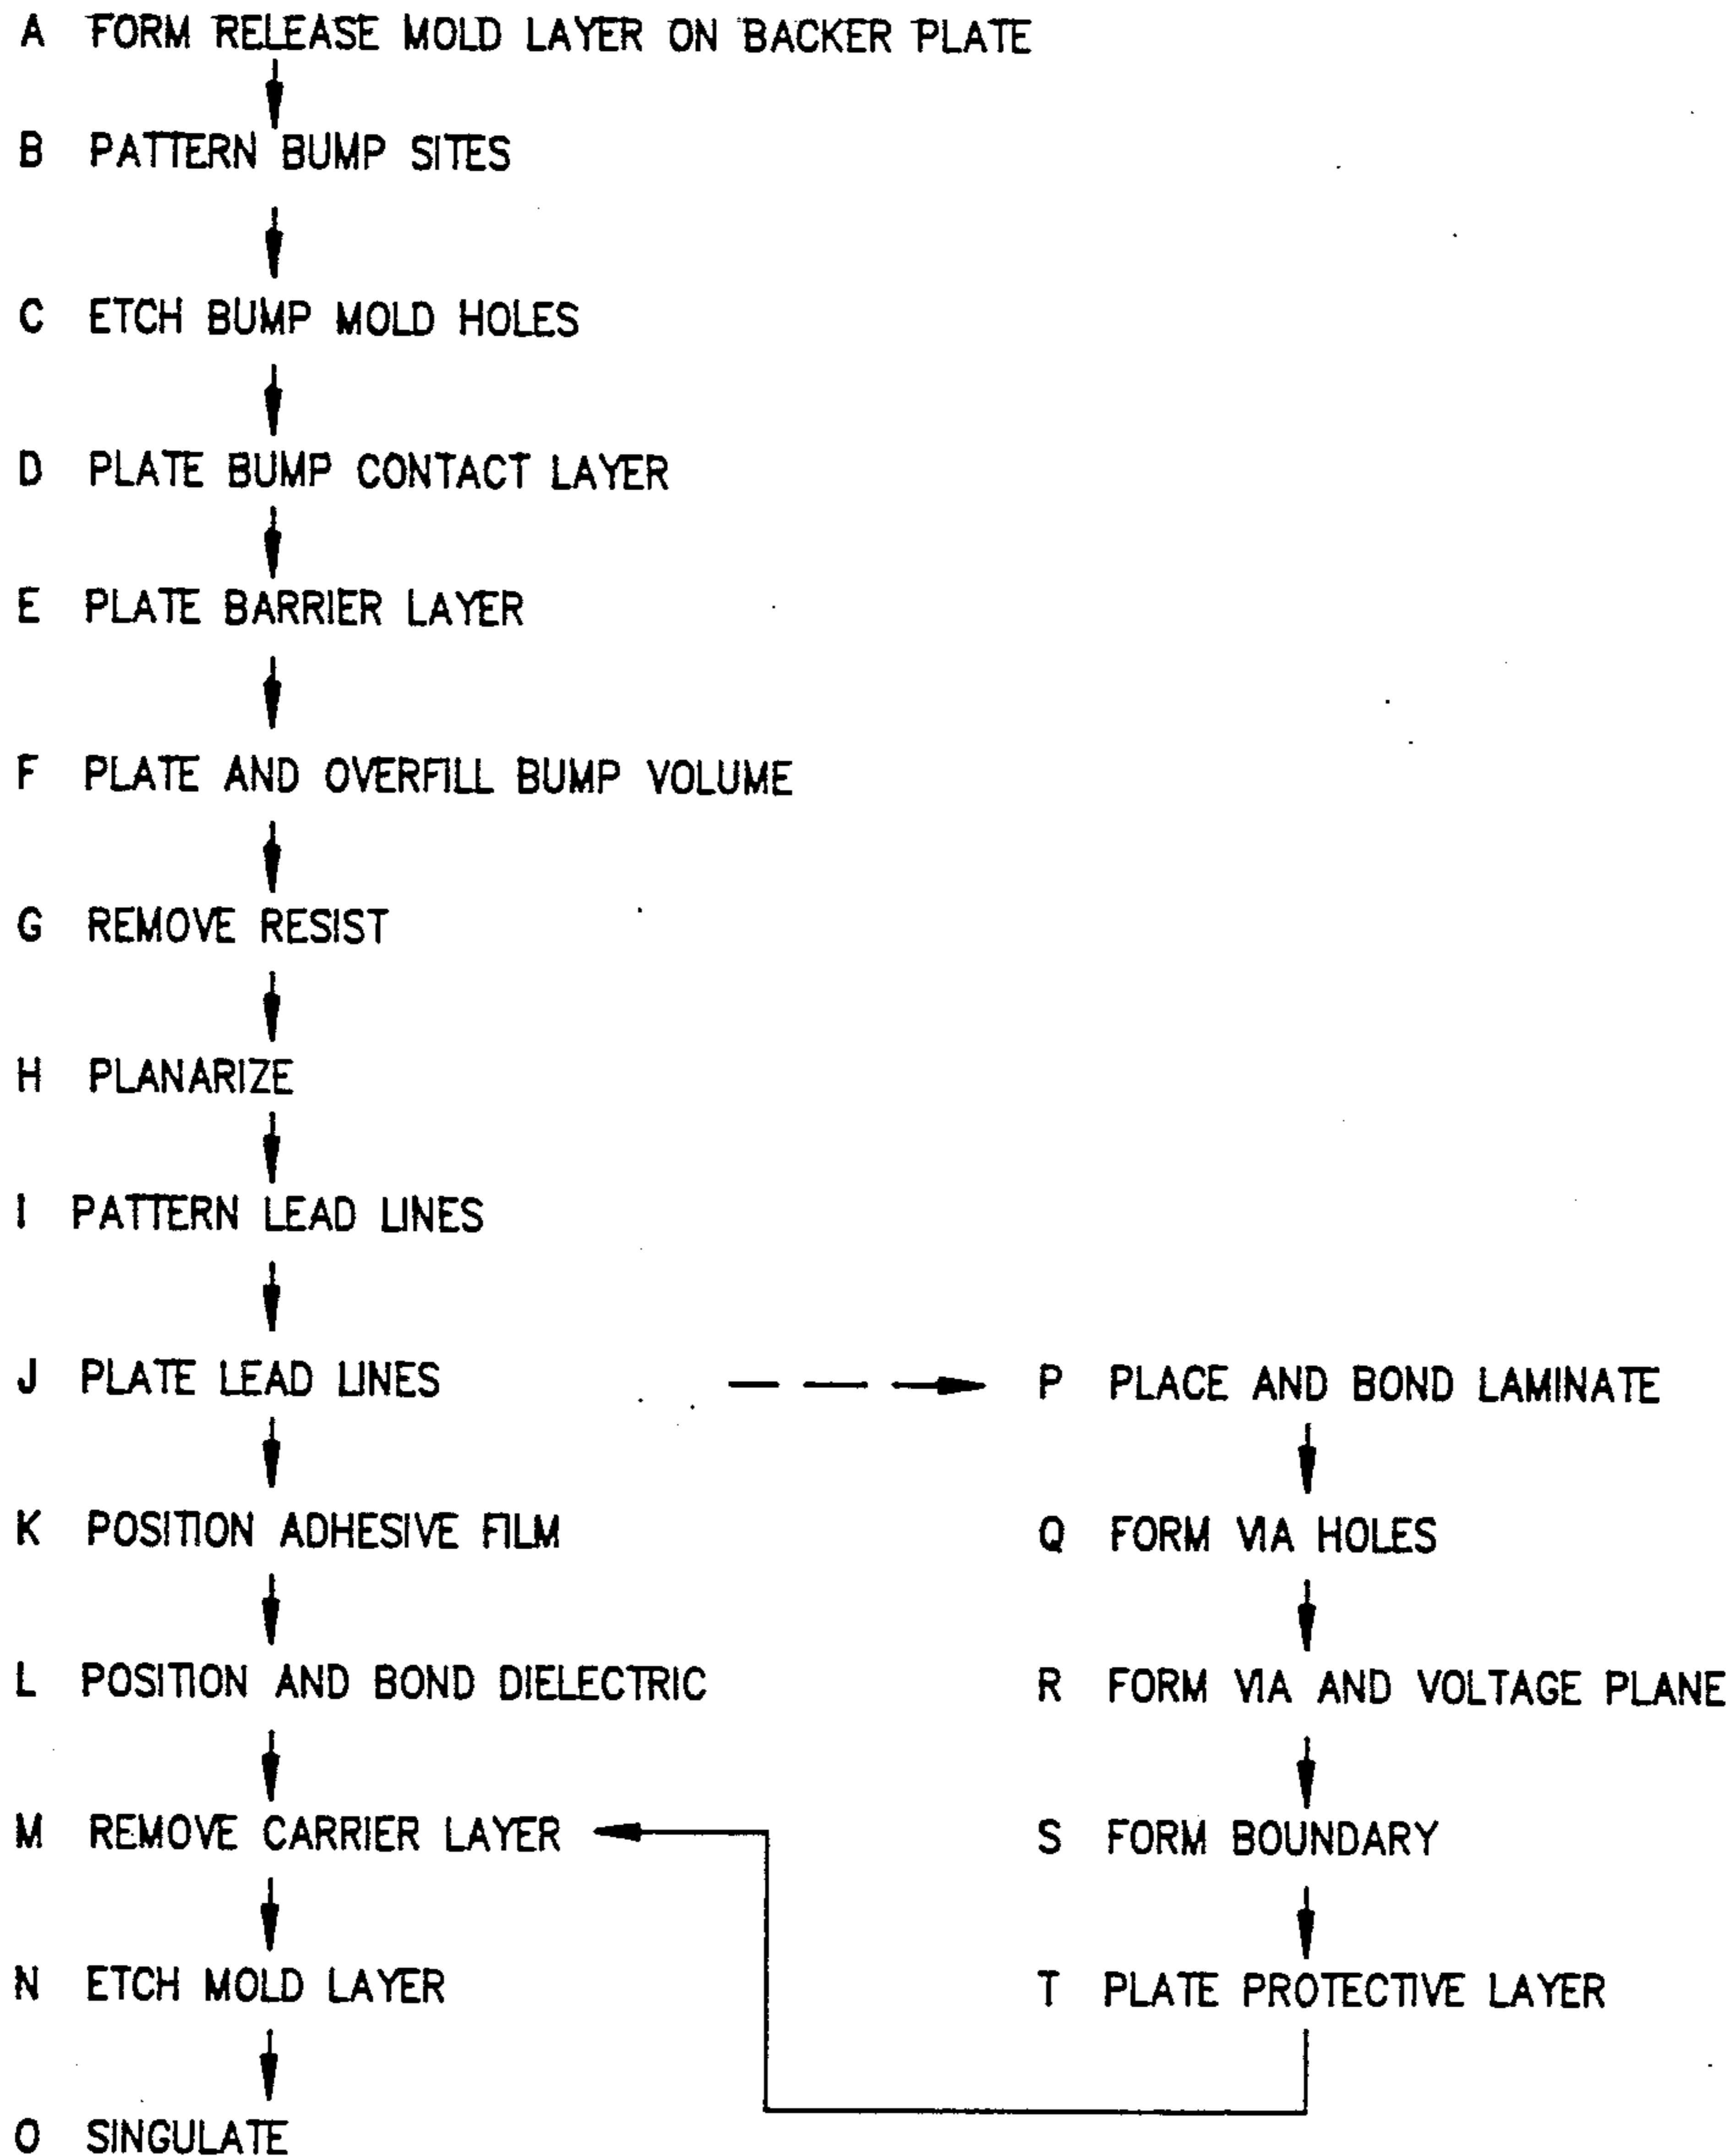 A FORM RELEASE MOLD LAYER ON BACKER PLATE
B PATTERN BUMP SITES
C ETCH BUMP MOLD HOLES
D PLATE BUMP CONTACT LAYER
E PLATE BARRIER LAYER
F PLATE AND OVERFILL BUMP VOLUME
G REMOVE RESIST
H PLANARIZE
I PATTERN LEAD LINES
J PLATE LEAD LINES
K POSITION ADHESIVE FILM
L POSITION AND BOND DIELECTRIC
M REMOVE CARRIER LAYER
N ETCH MOLD LAYER
O SINGULATE
P PLACE AND BOND LAMINATE
Q FORM VIA HOLES
R FORM VIA AND VOLTAGE PLANE
S FORM BOUNDARY
T PLATE PROTECTIVE LAYER